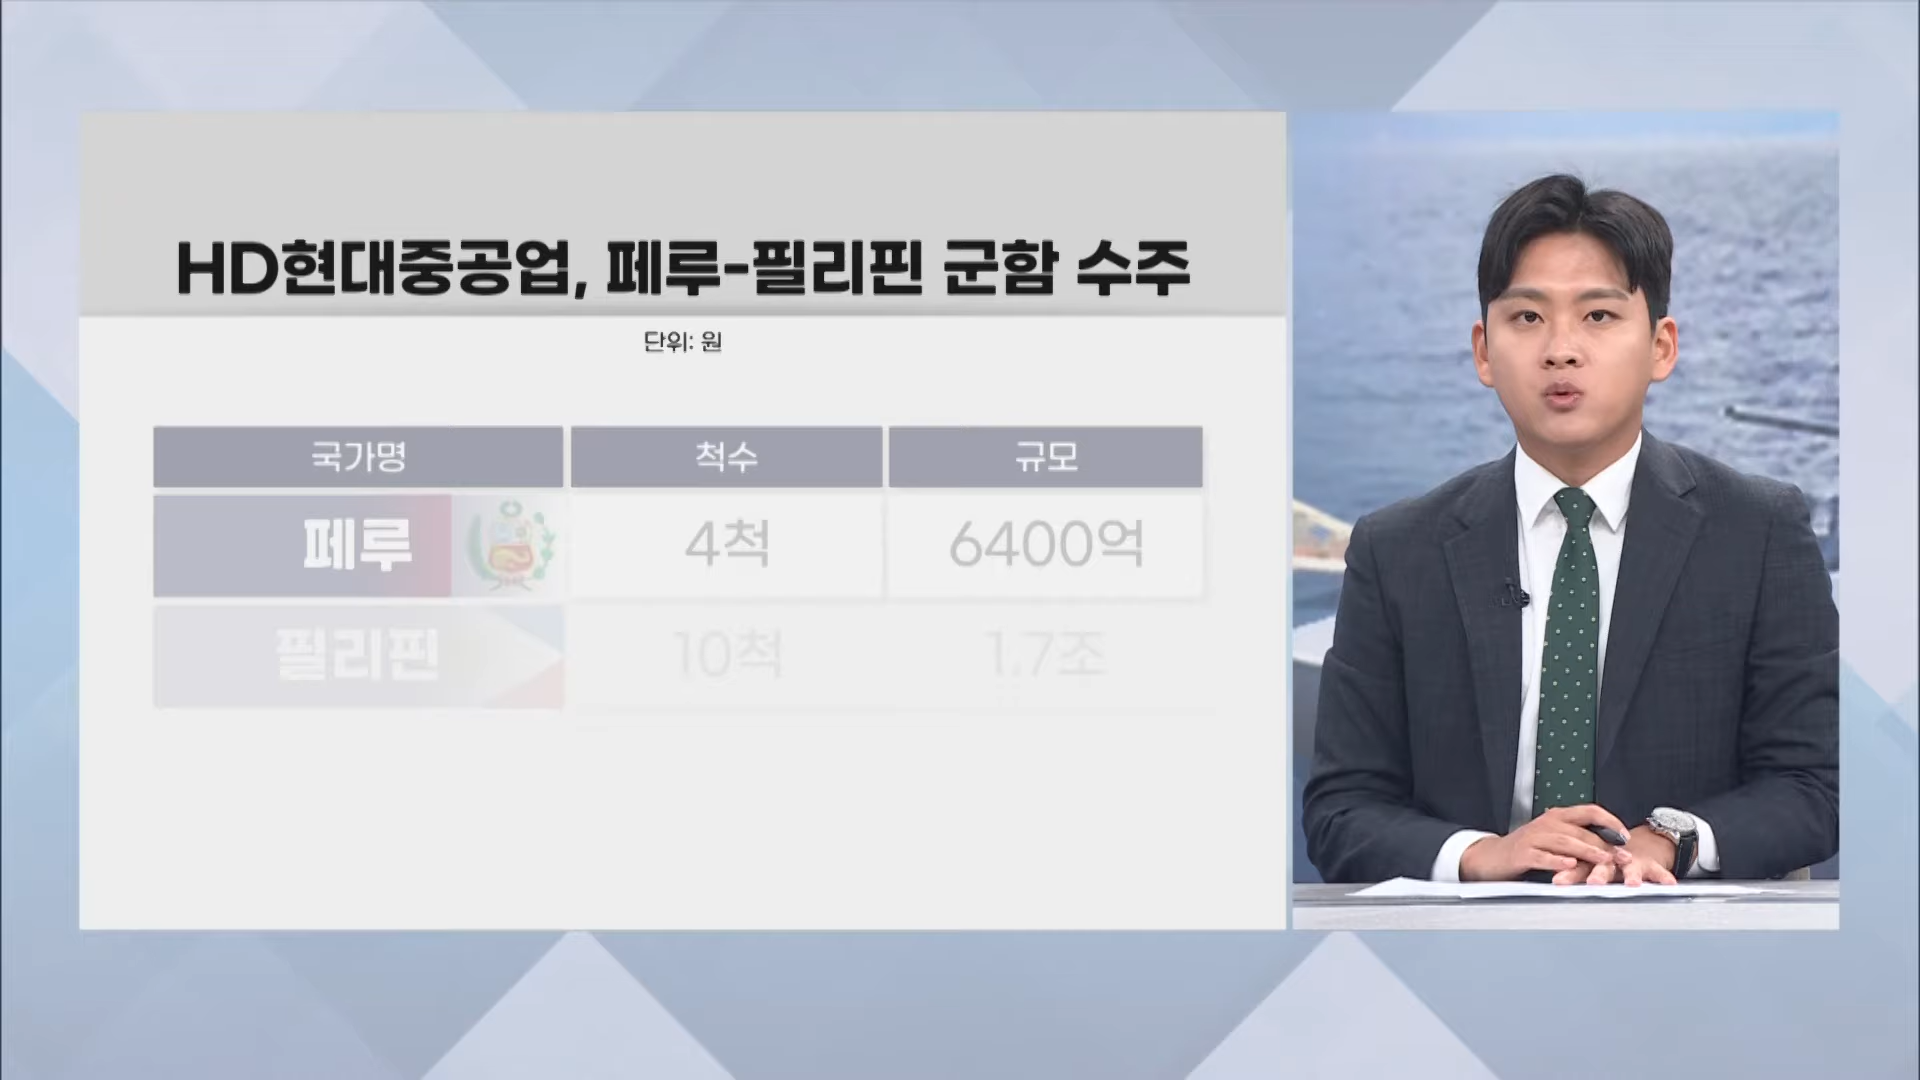 HD현대중공업, 페루-필리핀 군함 수주
단위: 원
국가명 척수 규모
페루 4척 6400억
필리핀 10척 1.7조